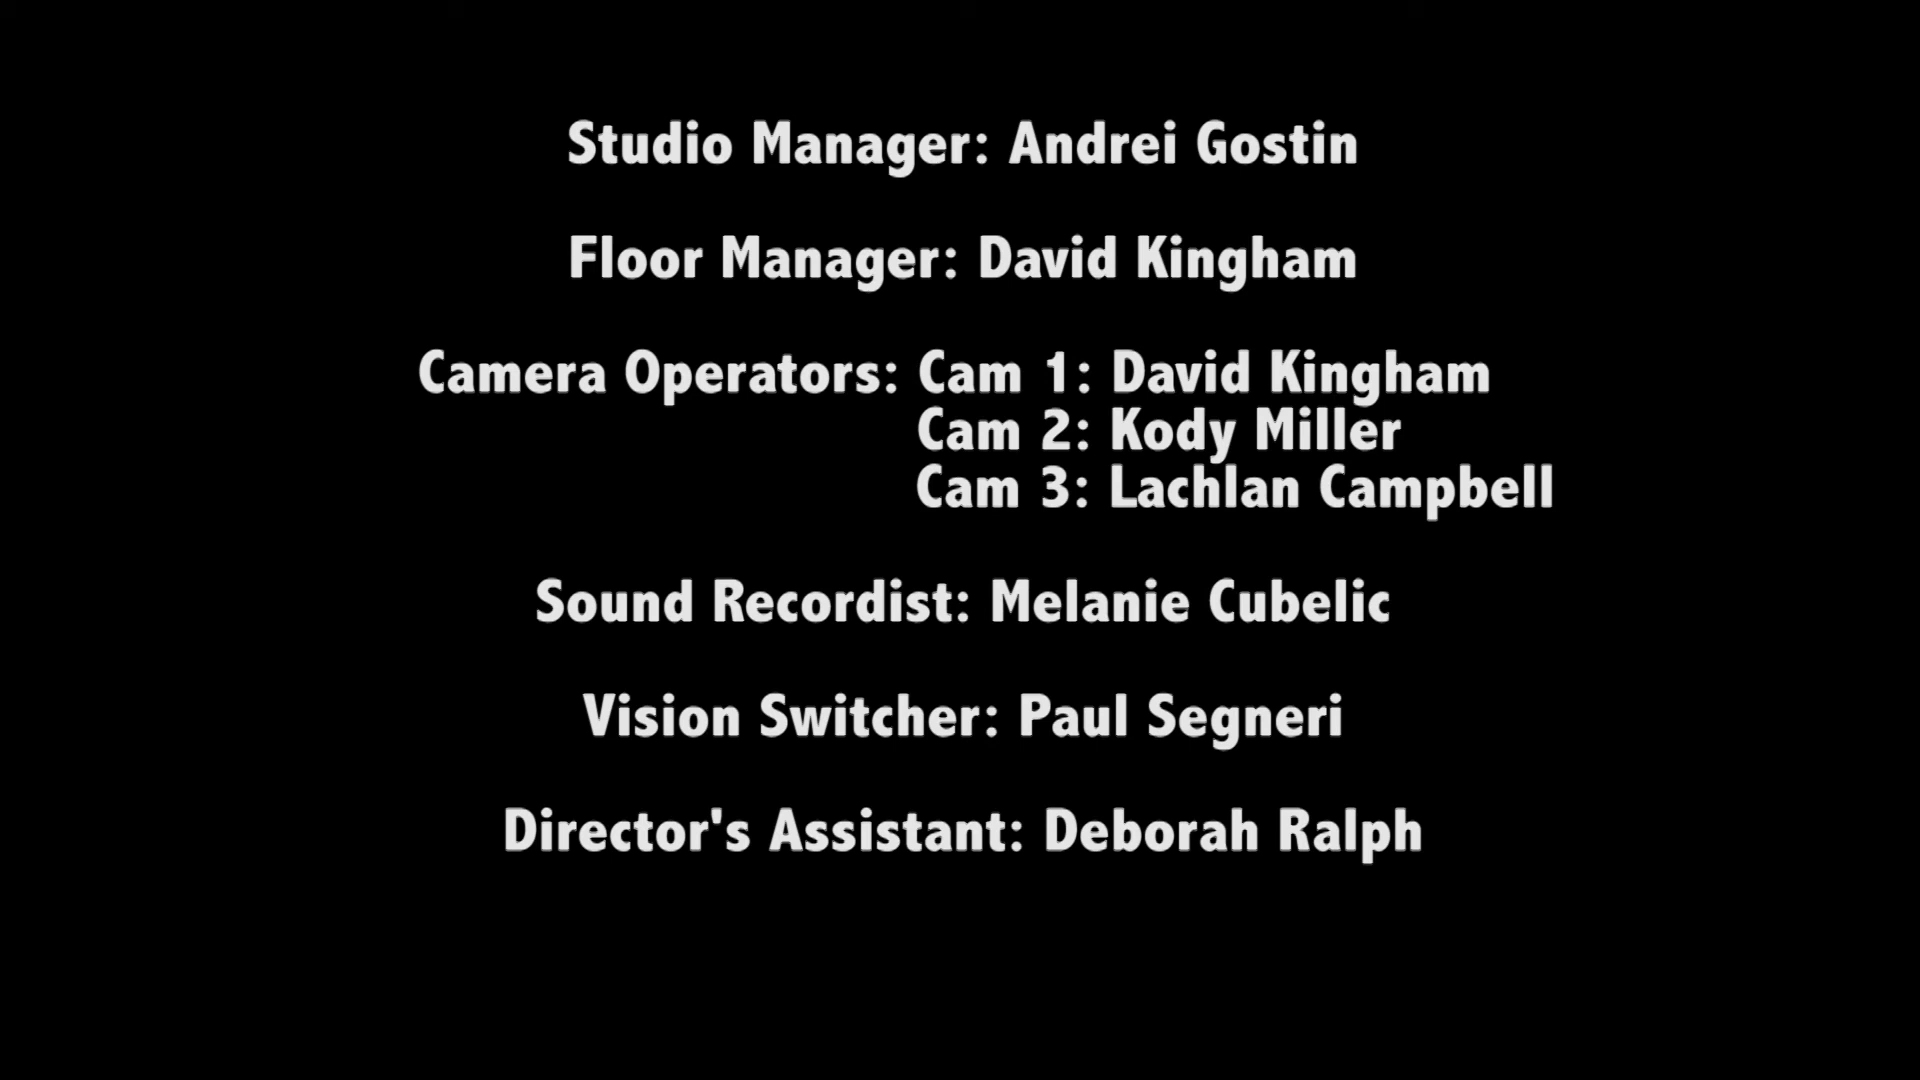 Studio Manager: Andrei Gostin
Floor Manager: David Kingham
Camera Operators: Cam 1: David Kingham
Cam 2: Kody Miller
Cam 3: Lachlan Campbell
Sound Recordist: Melanie Cubelic
Vision Switcher: Paul Segneri
Director's Assistant: Deborah Ralph